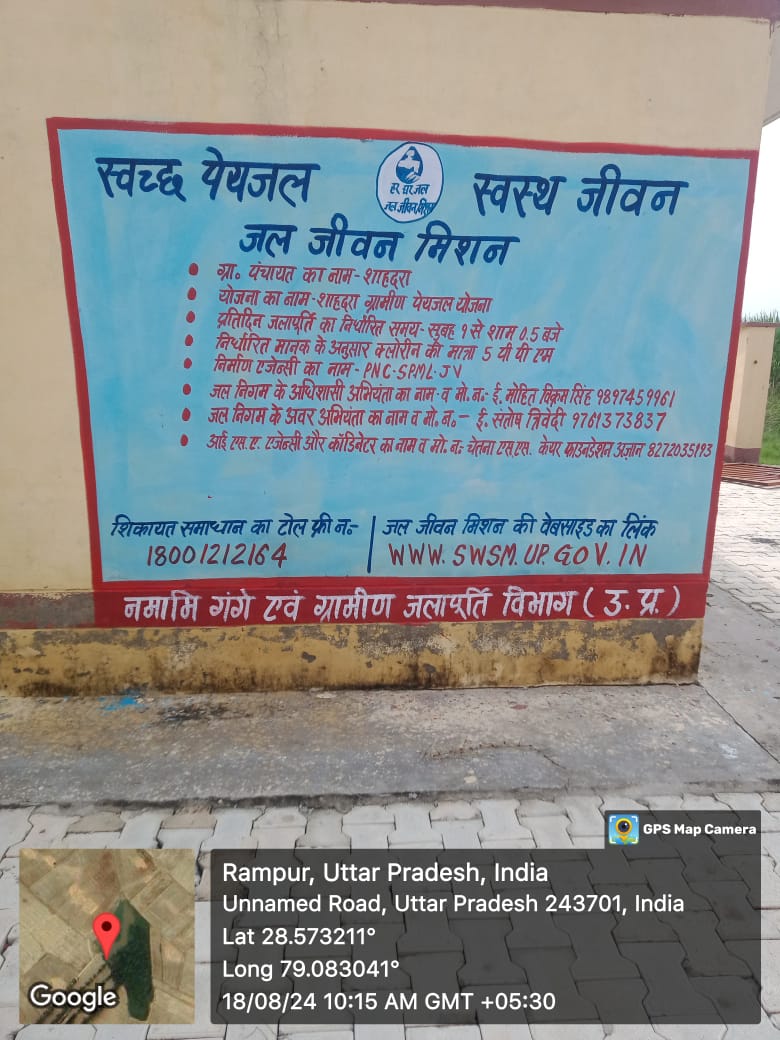 स्वच्छ पेयजल
हर घर जल
जल जीवन मिशन
स्वस्थ जीवन
जल जीवन मिशन
• ग्रा० पंचायत का नाम - शाहदरा
• योजना का नाम - शाहदरा ग्रामीण पेयजल योजना
• प्रतिदिन जलापूर्ति का निर्धारित समय - सुबह 9 से शाम 0.5 बजे
• निर्धारित मानक के अनुसार क्लोरीन की मात्रा 5 पी पी एम
• निर्माण एजेन्सी का नाम - PNC-SPML-JV
• जल निगम के अधिशासी अभियंता का नाम व मो.न.- ई. मोहित विक्रम सिंह 9897459961
• जल निगम के अवर अभियंता का नाम व मो.न.- ई. संतोष त्रिवेदी 9761373837
• आई एस.ए. एजेन्सी और कॉडिनेटर का नाम व मो.न.: चेतना एस.एस. केयर फाउनडेशन अज़ान 8272035193
शिकायत समाधान का टोल फ्री न.-
18001212164
जल जीवन मिशन की वेबसाइड का लिंक
WWW.SWSM.UP.GOV.IN
नमामि गंगे एवं ग्रामीण जलापूर्ति विभाग (उ.प्र.)
GPS Map Camera
Rampur, Uttar Pradesh, India
Unnamed Road, Uttar Pradesh 243701, India
Lat 28.573211°
Long 79.083041°
18/08/24 10:15 AM GMT +05:30
Google